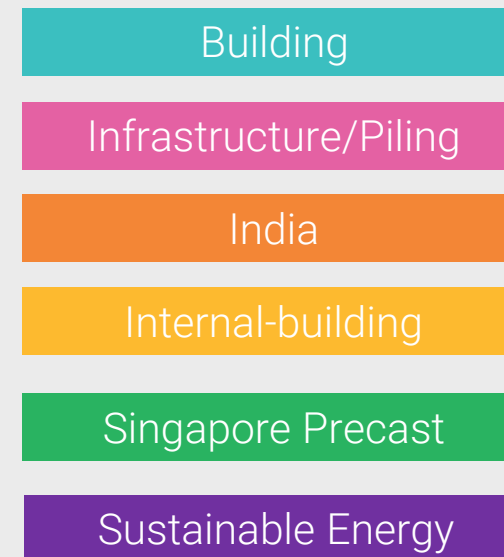 Building
Infrastructure/Piling
India
Internal-building
Singapore Precast
Sustainable Energy